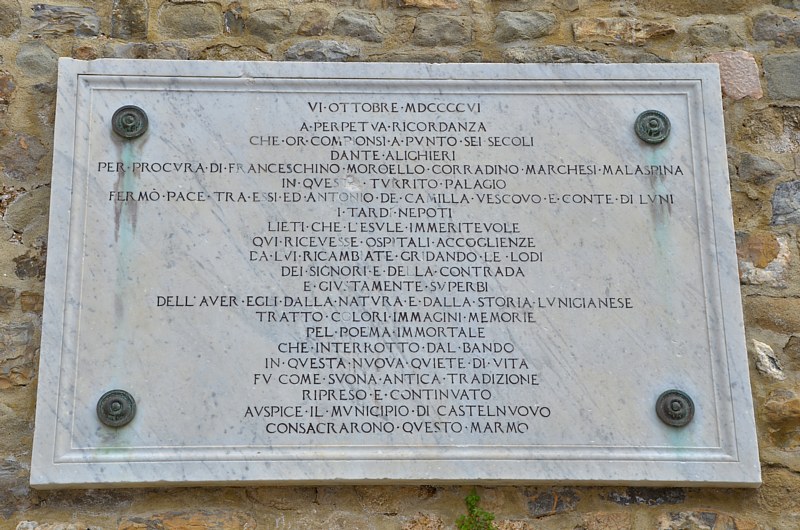 VI·OTTOBRE·MDCCCCVI
A·PERPETVA·RICORDANZA
CHE·OR·COMPONSI·A·PVNTO·SEI·SECOLI
DANTE·ALIGHIERI
PER·PROCVRA·DI·FRANCESCHINO·MOROELLO·CORRADINO·MARCHESI·MALASPINA
IN·QVESTO·TVRRITO·PALAGIO
FERMÒ·PACE·TRA·ESSI·ED·ANTONIO·DE·CAMILLA·VESCOVO·E·CONTE·DI·LVNI
I·TARDI·NEPOTI
LIETI·CHE·L'ESVLE·IMMERITEVOLE
QVI·RICEVESSE·OSPITALI·ACCOGLIENZE
DA·LVI·RICAMBIATE·GRIDANDO·LE·LODI
DEI·SIGNORI·E·DELLA·CONTRADA
E·GIVSTAMENTE·SVPERBI
DELL'AVER·EGLI·DALLA·NATVRA·E·DALLA·STORIA·LVNIGIANESE
TRATTO·COLORI·IMMAGINI·MEMORIE
PEL·POEMA·IMMORTALE
CHE·INTERROTTO·DAL·BANDO
IN·QVESTA·NVOVA·QVIETE·DI·VITA
FV·COME·SVONA·ANTICA·TRADIZIONE
RIPRESO·E·CONTINVATO
AVSPICE·IL·MVNICIPIO·DI·CASTELNVOVO
CONSACRARONO·QVESTO·MARMO